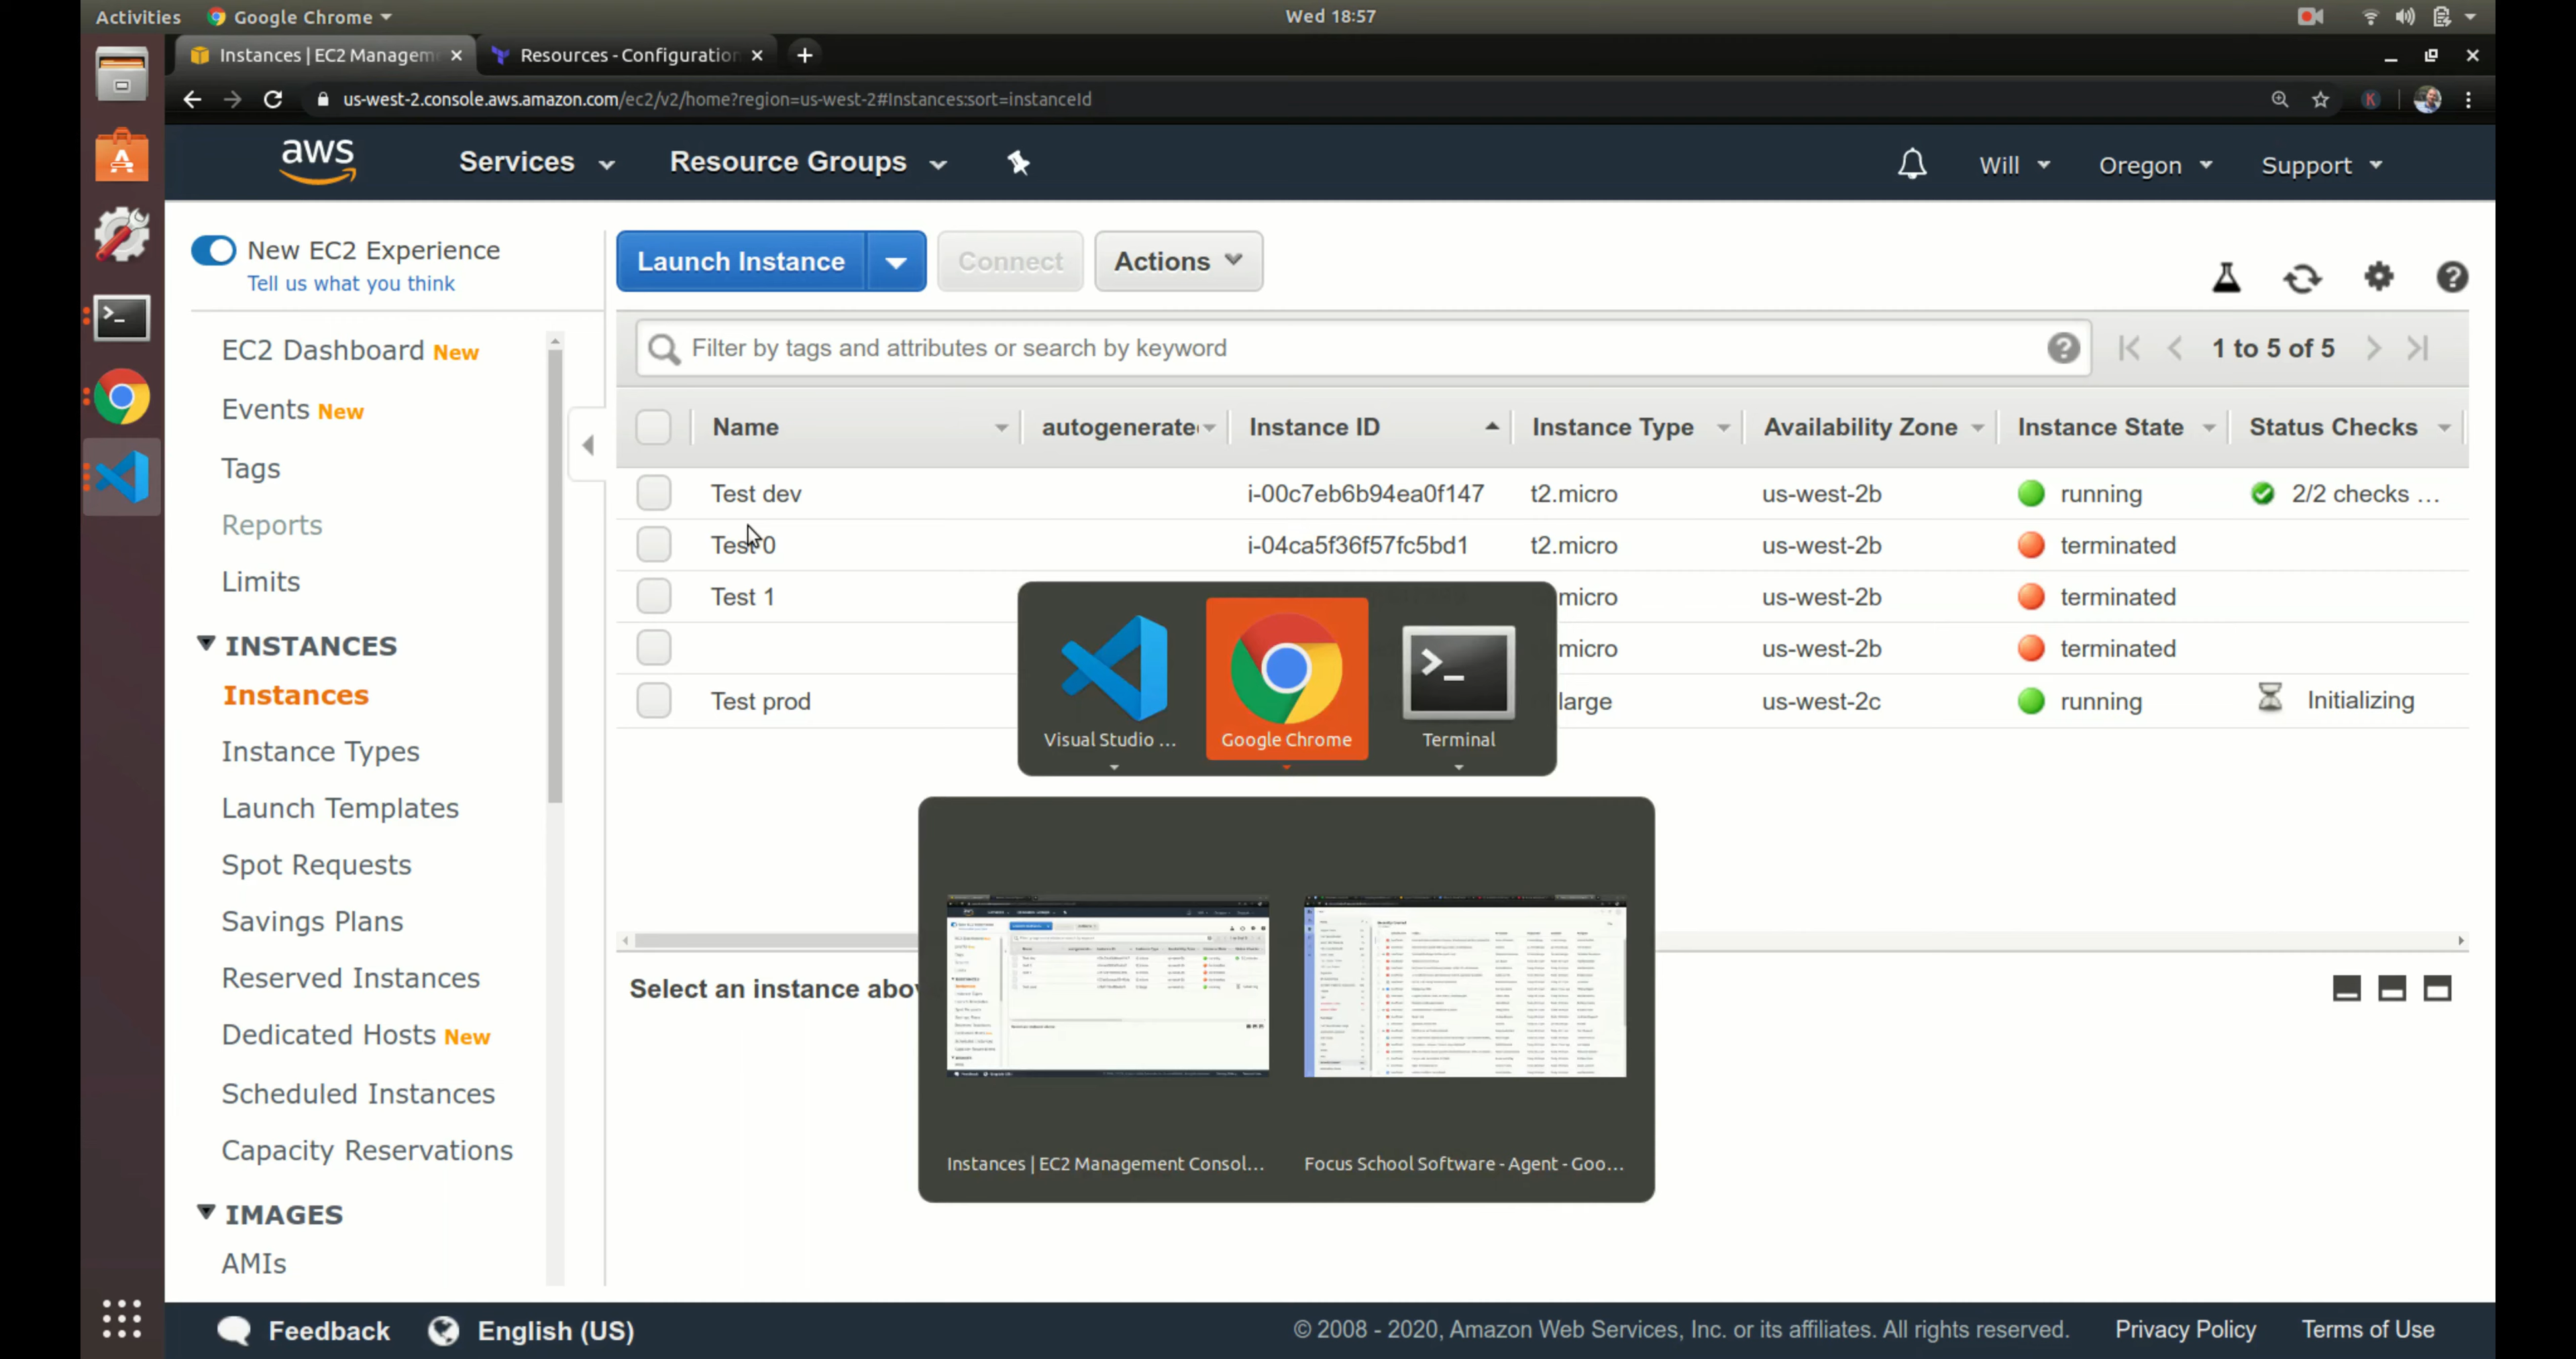 Activities
Google Chrome
Wed 18:57
Instances | EC2 Managem
Resources - Configuration
us-west-2.console.aws.amazon.com/ec2/v2/home?region=us-west-2#Instances:sort=instanceId
K
aws
Services
Resource Groups
Will
Oregon
Support
New EC2 Experience
Tell us what you think
EC2 Dashboard New
Events New
Tags
Reports
Limits
INSTANCES
Instances
Instance Types
Launch Templates
Spot Requests
Savings Plans
Reserved Instances
Dedicated Hosts New
Scheduled Instances
Capacity Reservations
IMAGES
AMIs
Launch Instance
Connect
Actions
Filter by tags and attributes or search by keyword
1 to 5 of 5
Name autogenerate Instance ID Instance Type Availability Zone Instance State Status Checks
Test dev i-00c7eb6b94ea0f147 t2.micro us-west-2b running 2/2 checks ...
Test 0 i-04ca5f36f57fc5bd1 t2.micro us-west-2b terminated
Test 1 micro us-west-2b terminated
micro us-west-2b terminated
Test prod large us-west-2c running Initializing
Visual Studio ...
Google Chrome
Terminal
Select an instance abov
Instances | EC2 Management Consol...
Focus School Software - Agent - Goo...
Feedback
English (US)
© 2008 - 2020, Amazon Web Services, Inc. or its affiliates. All rights reserved.
Privacy Policy
Terms of Use